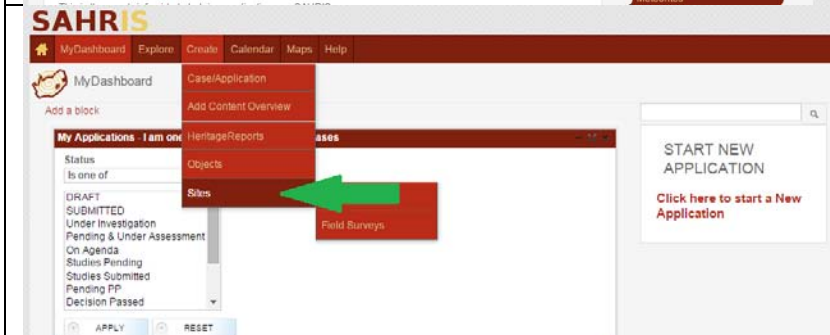 SAHRIS
MyDashboard Explore Create Calendar Maps Help
MyDashboard
Case/Application
Add a block
Add Content Overview
My Applications - I am one
ases
HeritageReports
Status
Is one of
Objects
Sites
Field Surveys
DRAFT
SUBMITTED
Under Investigation
Pending & Under Assessment
On Agenda
Studies Pending
Studies Submitted
Pending PP
Decision Passed
APPLY RESET
START NEW
APPLICATION
Click here to start a New
Application